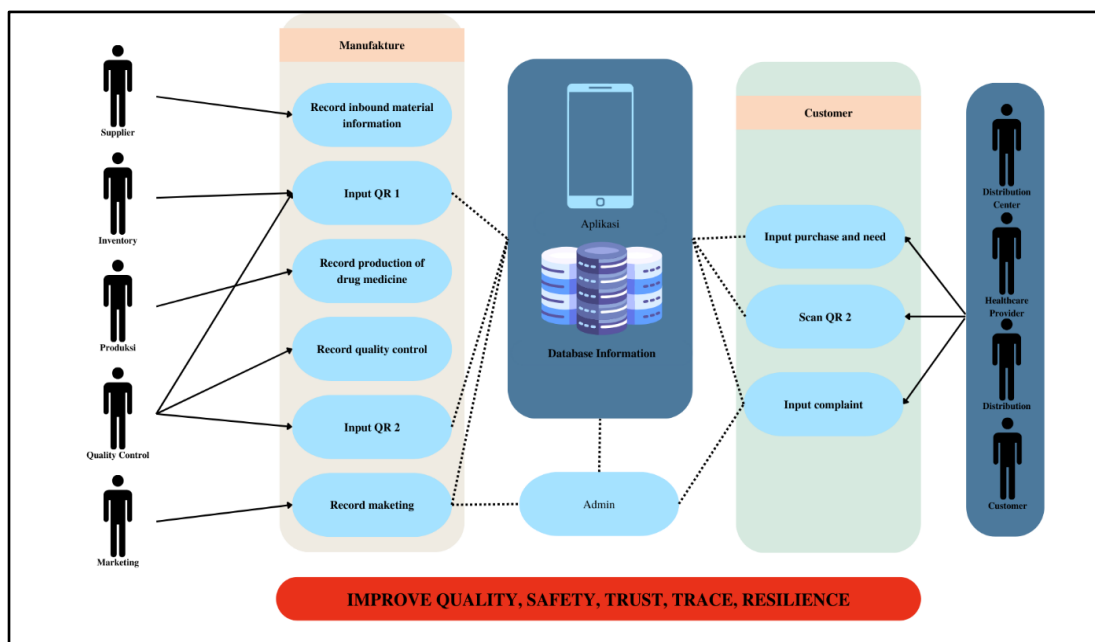 Manufakture
Supplier
Inventory
Produksi
Quality Control
Marketing
Record inbound material
information
Input QR 1
Record production of
drug medicine
Record quality control
Input QR 2
Record maketing
Aplikasi
Database Information
Admin
Customer
Input purchase and need
Scan QR 2
Input complaint
Distribution
Center
Healthcare
Provider
Distribution
Customer
IMPROVE QUALITY, SAFETY, TRUST, TRACE, RESILIENCE